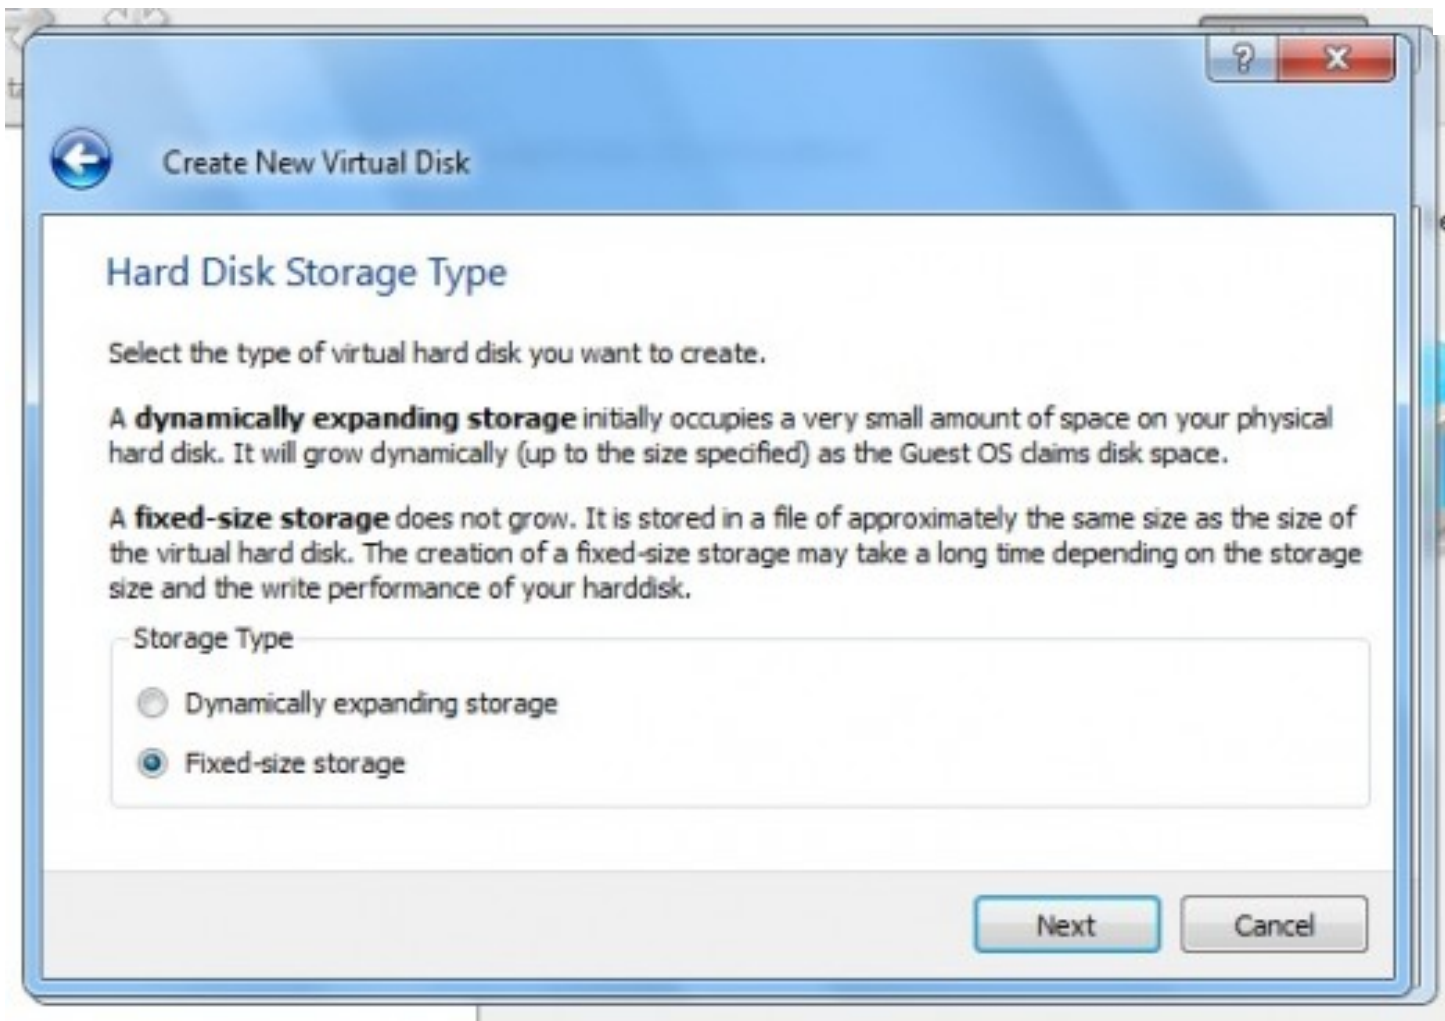 Create New Virtual Disk
Hard Disk Storage Type
Select the type of virtual hard disk you want to create.
A dynamically expanding storage initially occupies a very small amount of space on your physical
hard disk. It will grow dynamically (up to the size specified) as the Guest OS claims disk space.
A fixed-size storage does not grow. It is stored in a file of approximately the same size as the size of
the virtual hard disk. The creation of a fixed-size storage may take a long time depending on the storage
size and the write performance of your harddisk.
Storage Type
Dynamically expanding storage
Fixed-size storage
Next
Cancel